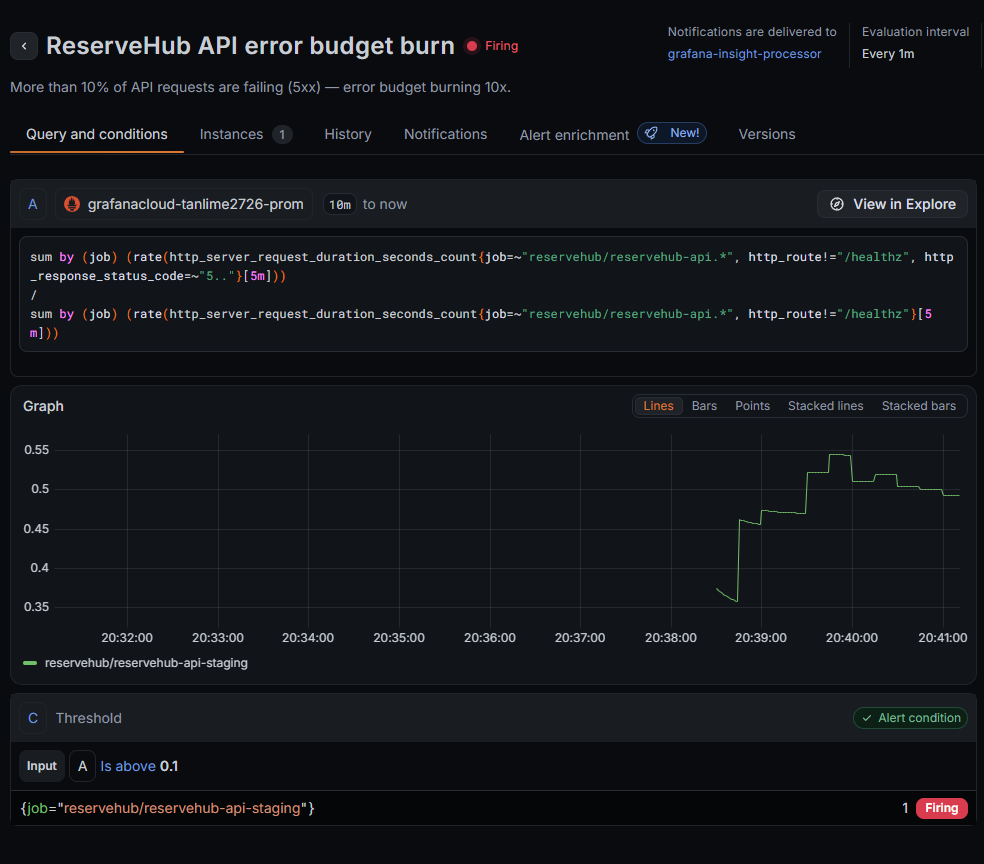 ReserveHub API error budget burn
Firing
Notifications are delivered to
grafana-insight-processor
Evaluation interval
Every 1m
More than 10% of API requests are failing (5xx) — error budget burning 10x.
Query and conditions
Instances 1
History
Notifications
Alert enrichment New!
Versions
A grafanacloud-tanlime2726-prom 10m to now
View in Explore
sum by (job) (rate(http_server_request_duration_seconds_count{job=~"reservehub/reservehub-api.*", http_route!="/healthz", http
_response_status_code=~"5.."}[5m]))
/
sum by (job) (rate(http_server_request_duration_seconds_count{job=~"reservehub/reservehub-api.*", http_route!="/healthz"}[5
m]))
Graph
Lines Bars Points Stacked lines Stacked bars
0.55
0.5
0.45
0.4
0.35
20:32:00 20:33:00 20:34:00 20:35:00 20:36:00 20:37:00 20:38:00 20:39:00 20:40:00 20:41:00
reservehub/reservehub-api-staging
C Threshold
Alert condition
Input A Is above 0.1
{job="reservehub/reservehub-api-staging"}
1 Firing